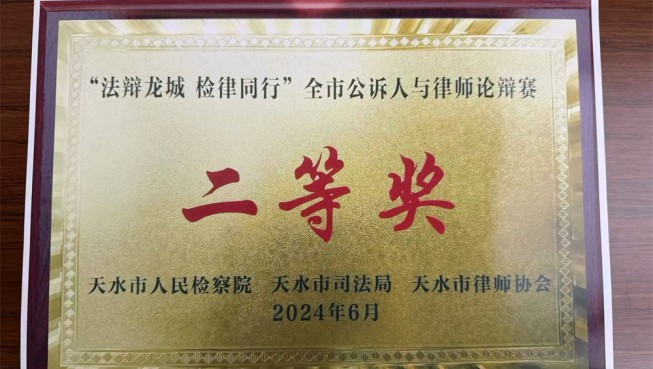 “法辩龙城 检律同行”全市公诉人与律师论辩赛
二等奖
天水市人民检察院 天水市司法局 天水市律师协会
2024年6月